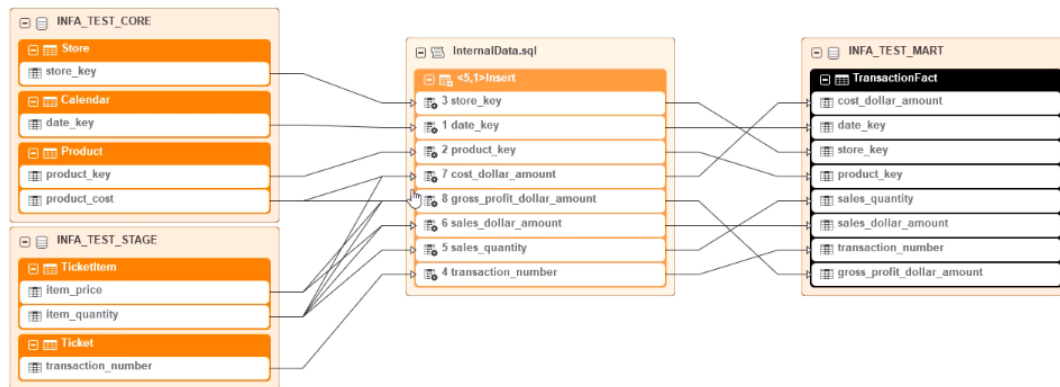 INFA_TEST_CORE
Store
store_key
Calendar
date_key
Product
product_key
product_cost
INFA_TEST_STAGE
TicketItem
item_price
item_quantity
Ticket
transaction_number
InternalData.sql
<5,1>Insert
3 store_key
1 date_key
2 product_key
7 cost_dollar_amount
8 gross_profit_dollar_amount
6 sales_dollar_amount
5 sales_quantity
4 transaction_number
INFA_TEST_MART
TransactionFact
cost_dollar_amount
date_key
store_key
product_key
sales_quantity
sales_dollar_amount
transaction_number
gross_profit_dollar_amount